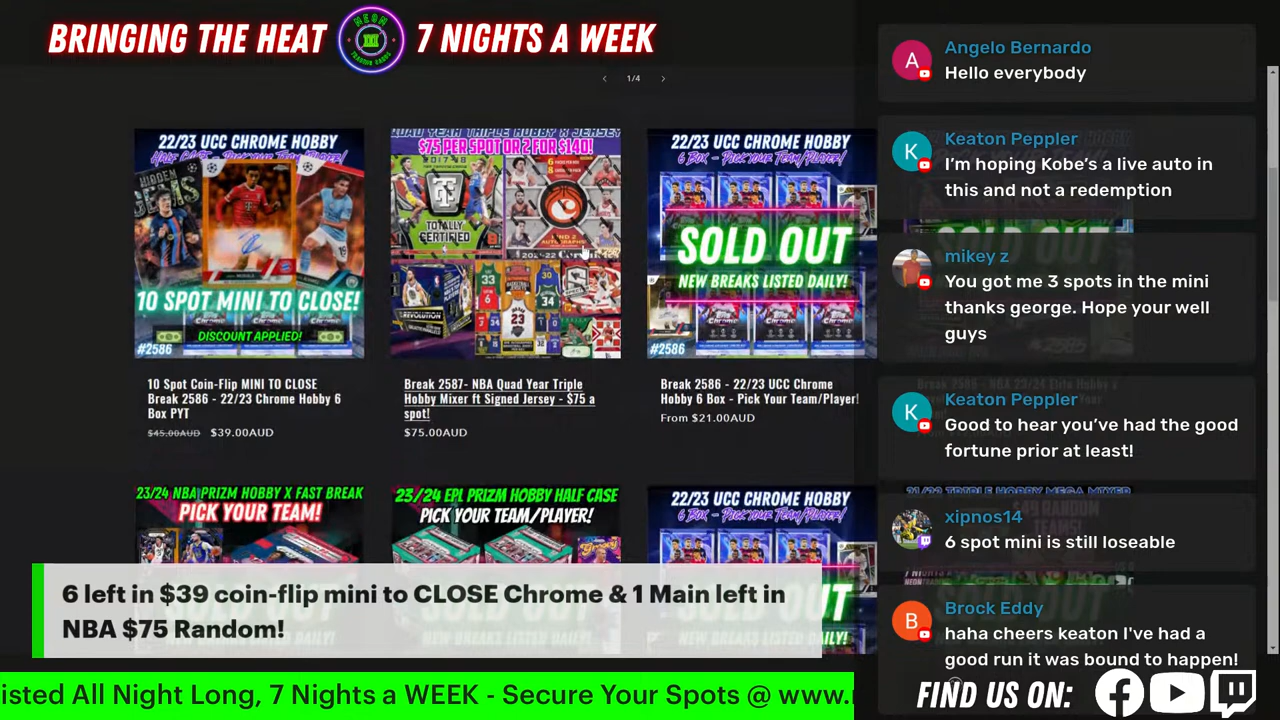 BRINGING THE HEAT
NEON
TRADING CARDS
7 NIGHTS A WEEK
1/4
22/23 UCC CHROME HOBBY
10 SPOT MINI TO CLOSE!
DISCOUNT APPLIED!
#2586
10 Spot Coin-Flip MINI TO CLOSE
Break 2586 - 22/23 Chrome Hobby 6
Box PYT
$45.00AUD $39.00AUD
QUAD YEAR TRIPLE HOBBY X JERSEY
$75 PER SPOT OR 2 FOR $140!
2017-18
TOTALLY
CERTIFIED
Break 2587- NBA Quad Year Triple
Hobby Mixer ft Signed Jersey - $75 a
spot!
$75.00AUD
22/23 UCC CHROME HOBBY
6 BOX - PICK YOUR TEAM/PLAYER!
SOLD OUT
NEW BREAKS LISTED DAILY!
#2586
Break 2586 - 22/23 UCC Chrome
Hobby 6 Box - Pick Your Team/Player!
From $21.00AUD
23/24 NBA PRIZM HOBBY X FAST BREAK
PICK YOUR TEAM!
23/24 EPL PRIZM HOBBY HALF CASE
PICK YOUR TEAM/PLAYER!
22/23 UCC CHROME HOBBY
6 BOX - PICK YOUR TEAM/PLAYER!
6 left in $39 coin-flip mini to CLOSE Chrome & 1 Main left in
NBA $75 Random!
isted All Night Long, 7 Nights a WEEK - Secure Your Spots @ www.
A
Angelo Bernardo
Hello everybody
K
Keaton Peppler
I'm hoping Kobe's a live auto in
this and not a redemption
mikey z
You got me 3 spots in the mini
thanks george. Hope your well
guys
K
Keaton Peppler
Good to hear you've had the good
fortune prior at least!
xipnos14
6 spot mini is still loseable
B
Brock Eddy
haha cheers keaton I've had a
good run it was bound to happen!
FIND US ON: